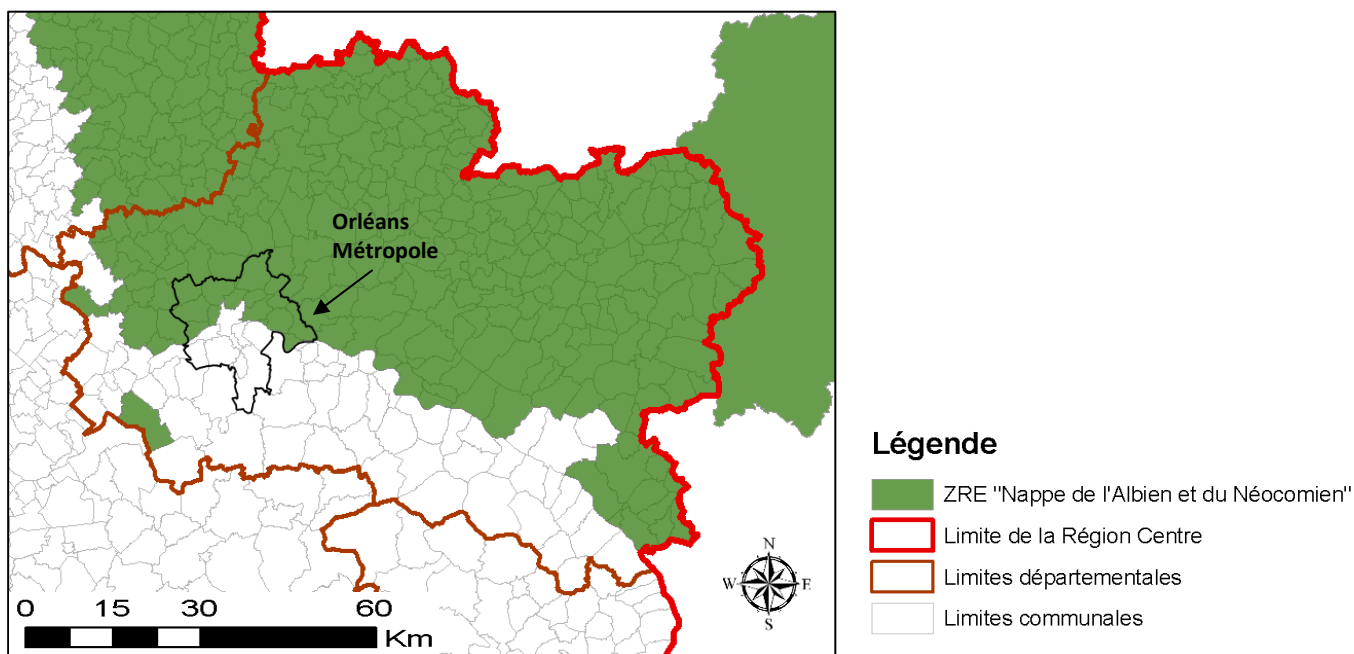 Orléans
Métropole
N
W E
S
0 15 30 60
Km
Légende
ZRE "Nappe de l'Albien et du Néocomien"
Limite de la Région Centre
Limites départementales
Limites communales